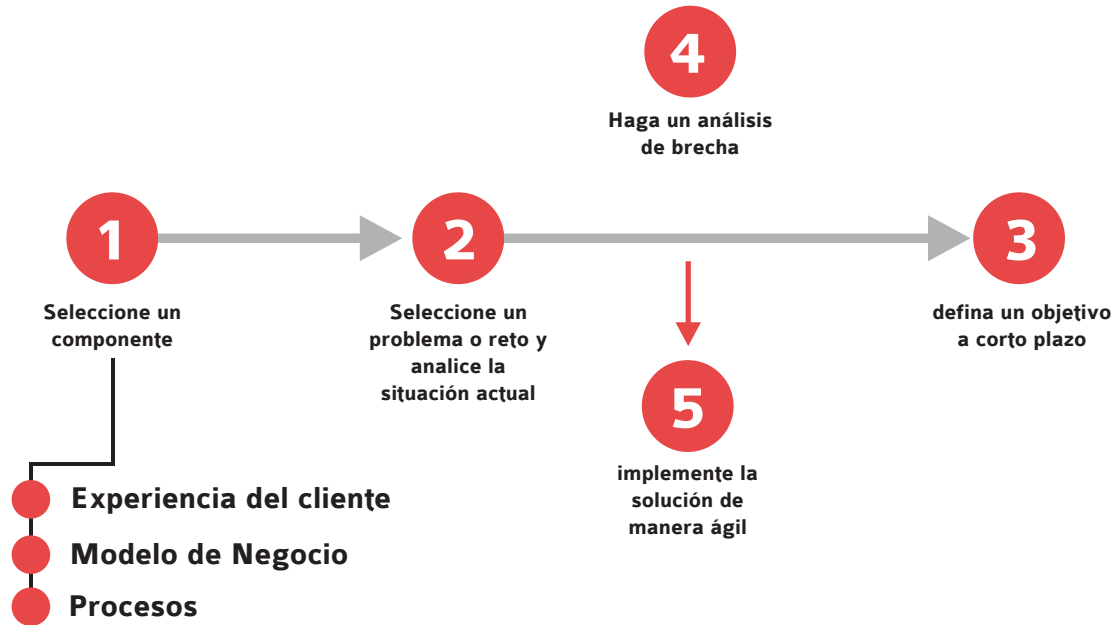 4
Haga un análisis
de brecha
1
2
3
Seleccione un
componente
Seleccione un
problema o reto y
analice la
situación actual
defina un objetivo
a corto plazo
5
implemente la
solución de
manera ágil
Experiencia del cliente
Modelo de Negocio
Procesos